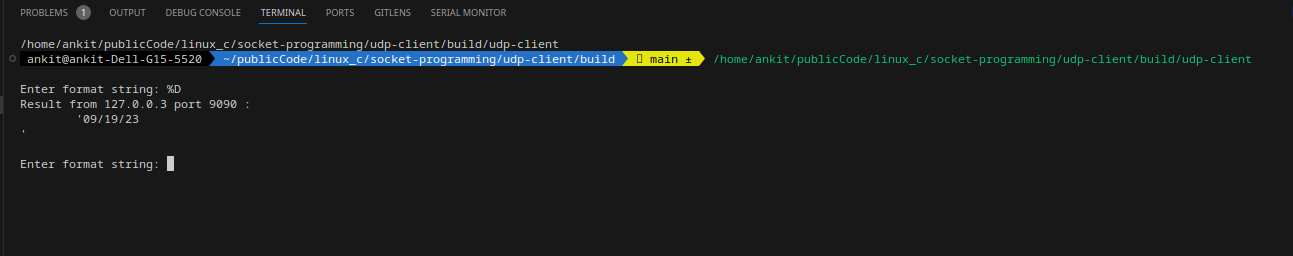 PROBLEMS 1 OUTPUT DEBUG CONSOLE TERMINAL PORTS GITLENS SERIAL MONITOR
/home/ankit/publicCode/linux_c/socket-programming/udp-client/build/udp-client
ankit@ankit-Dell-G15-5520 ~/publicCode/linux_c/socket-programming/udp-client/build main ± /home/ankit/publicCode/linux_c/socket-programming/udp-client/build/udp-client
Enter format string: %D
Result from 127.0.0.3 port 9090 :
'09/19/23
'
Enter format string: